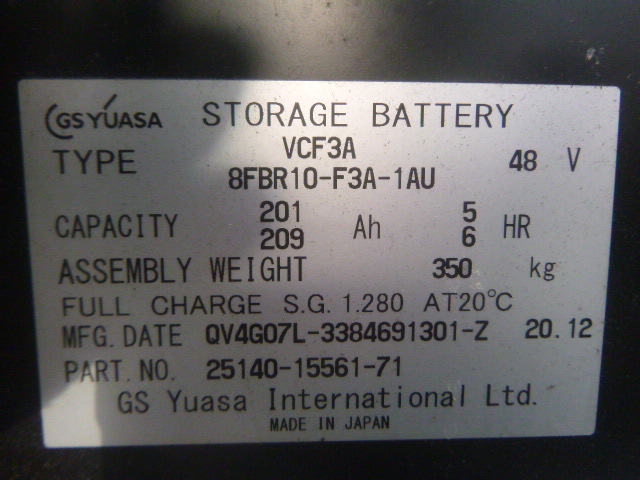 GS YUASA STORAGE BATTERY
TYPE VCF3A 8FBR10-F3A-1AU 48 V
CAPACITY 201 209 Ah 5 6 HR
ASSEMBLY WEIGHT 350 kg
FULL CHARGE S.G. 1.280 AT20℃
MFG. DATE QV4G07L-3384691301-Z 20.12
PART. NO. 25140-15561-71
GS Yuasa International Ltd.
MADE IN JAPAN